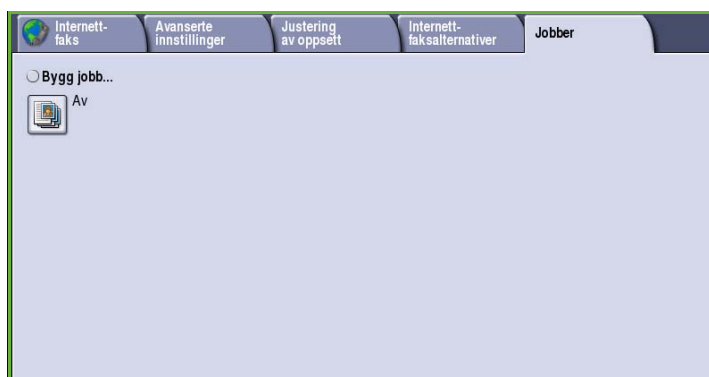 Internett-
faks
Avanserte
innstillinger
Justering
av oppsett
Internett-
faksalternativer
Jobber
Bygg jobb...
Av